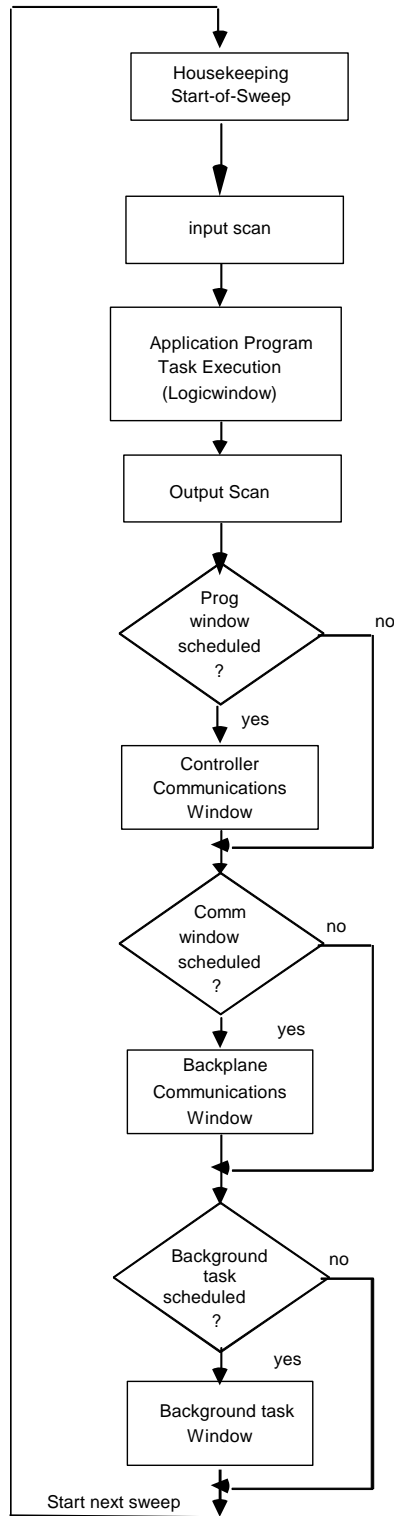 Housekeeping
Start-of-Sweep
input scan
Application Program
Task Execution
(Logicwindow)
Output Scan
Prog
window
scheduled
?
no
yes
Controller
Communications
Window
Comm
window
scheduled
?
no
yes
Backplane
Communications
Window
Background
task
scheduled
?
no
yes
Background task
Window
Start next sweep